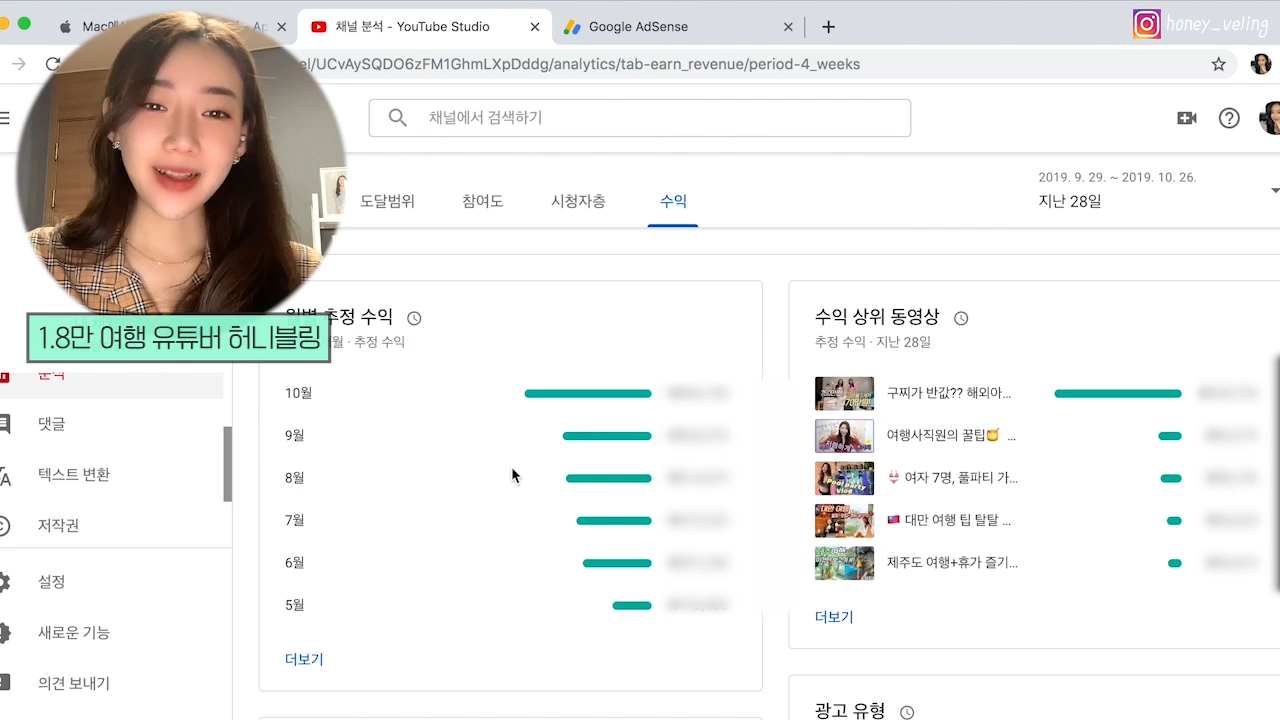 채널 분석 - YouTube Studio
Google AdSense
honey_veling
/UCvAySQDO6zFM1GhmLXpDddg/analytics/tab-earn_revenue/period-4_weeks
채널에서 검색하기
도달범위
참여도
시청자층
수익
2019. 9. 29. ~ 2019. 10. 26.
지난 28일
1.8만 여행 유튜버 허니블링
추정 수익
월 · 추정 수익
10월
9월
8월
7월
6월
5월
더보기
수익 상위 동영상
추정 수익 · 지난 28일
구찌가 반값?? 해외아...
여행사직원의 꿀팁🍯 ...
👙 여자 7명, 풀파티 가...
🇹🇼 대만 여행 팁 탈탈 ...
제주도 여행+휴가 즐기...
더보기
광고 유형
분석
댓글
텍스트 변환
저작권
설정
새로운 기능
의견 보내기
Pool party
vlog